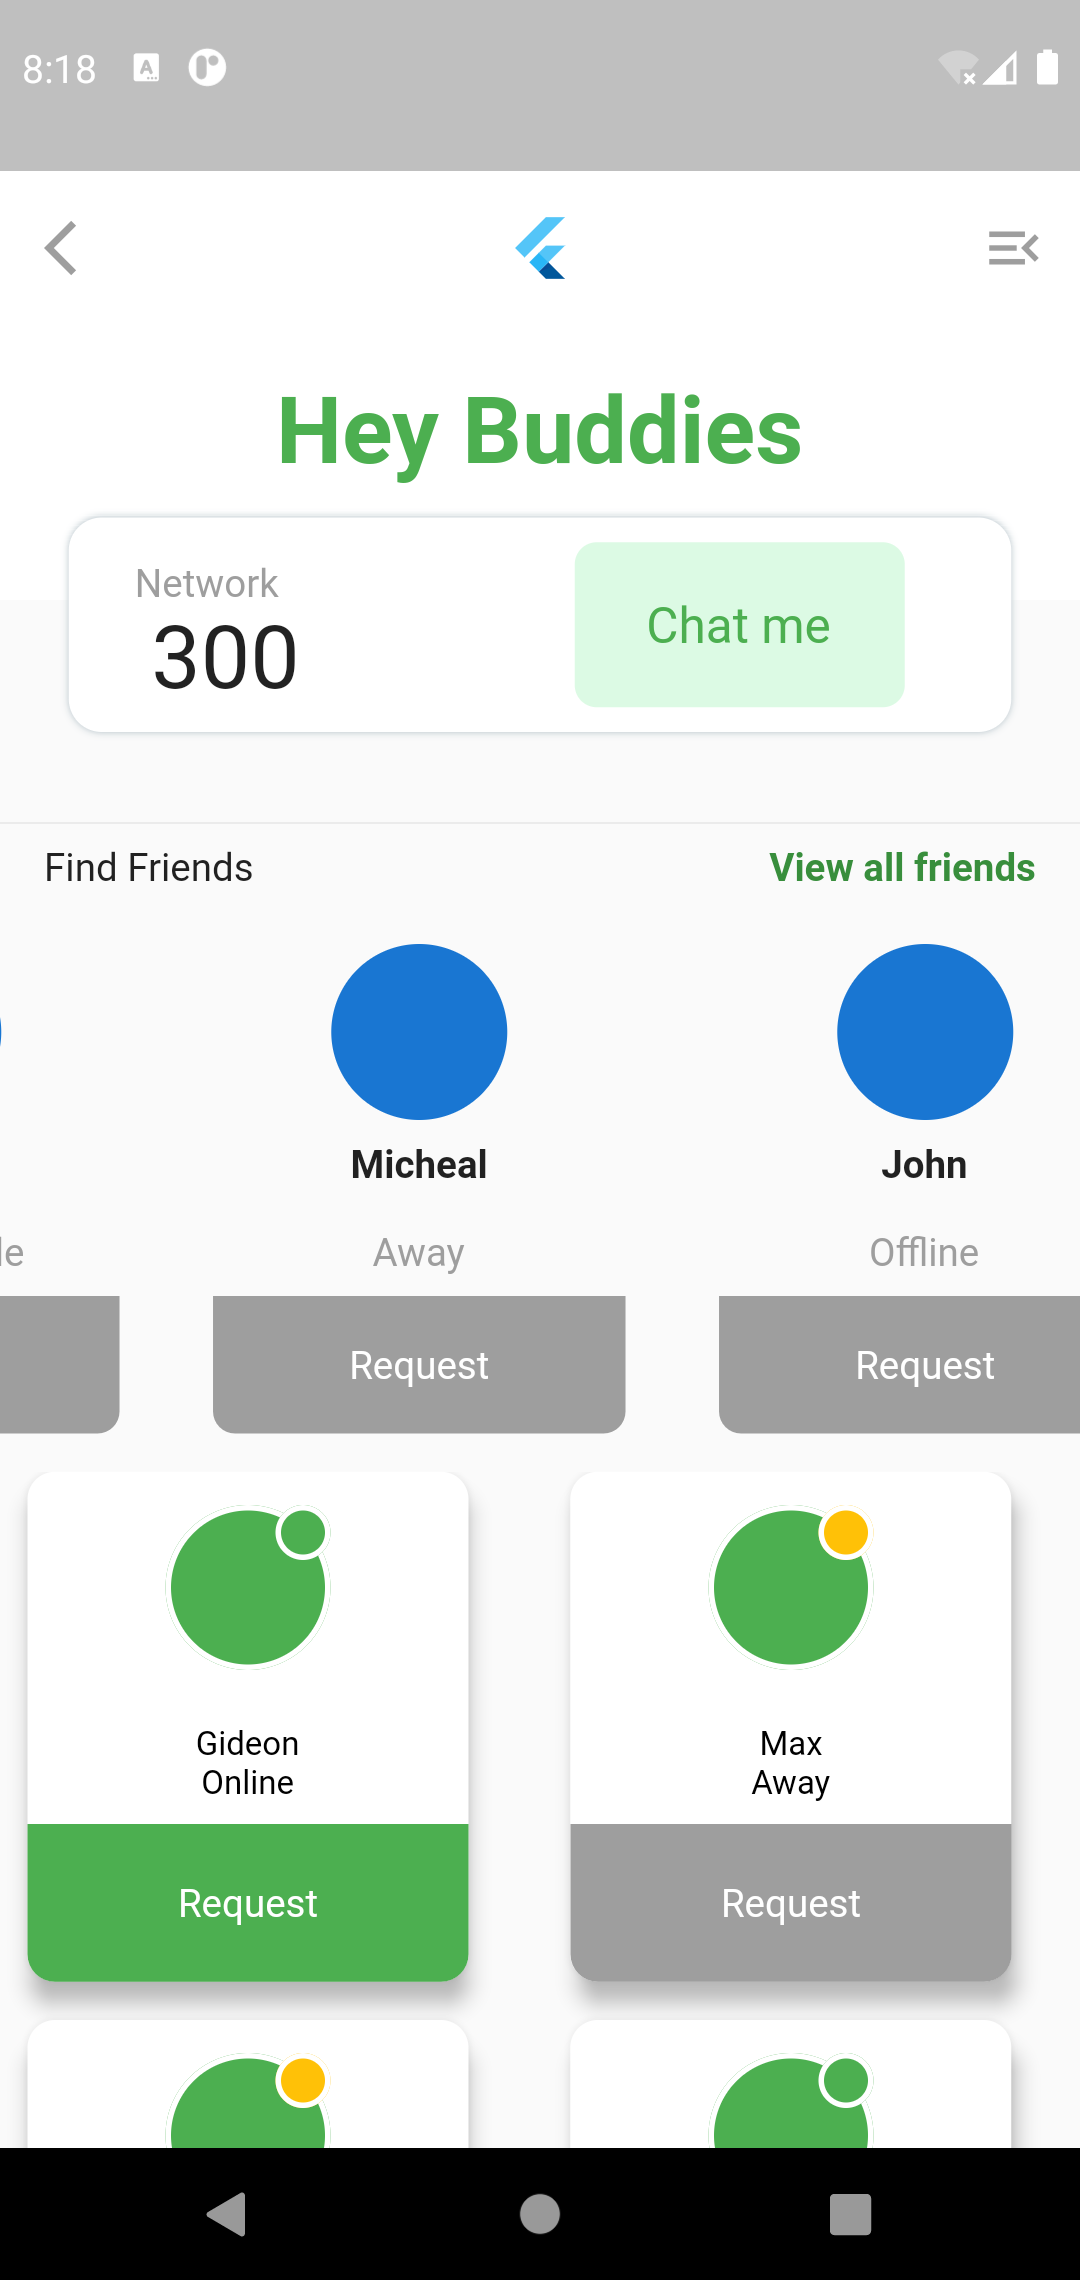 8:18
Hey Buddies
Network
300
Chat me
Find Friends
View all friends
Micheal
John
Away
Offline
Request
Request
Gideon
Online
Max
Away
Request
Request